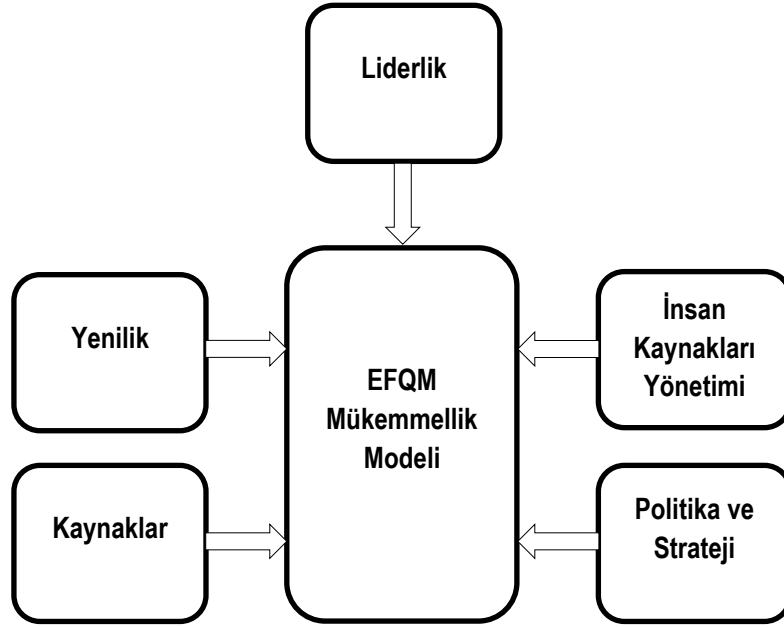 Liderlik
Yenilik
EFQM
Mükemmellik
Modeli
İnsan
Kaynakları
Yönetimi
Kaynaklar
Politika ve
Strateji